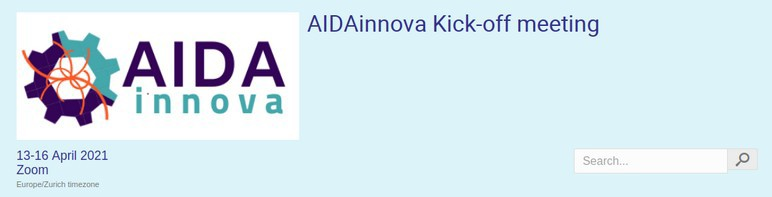 AIDAinnova Kick-off meeting
AIDA
innova
13-16 April 2021
Zoom
Europe/Zurich timezone
Search...